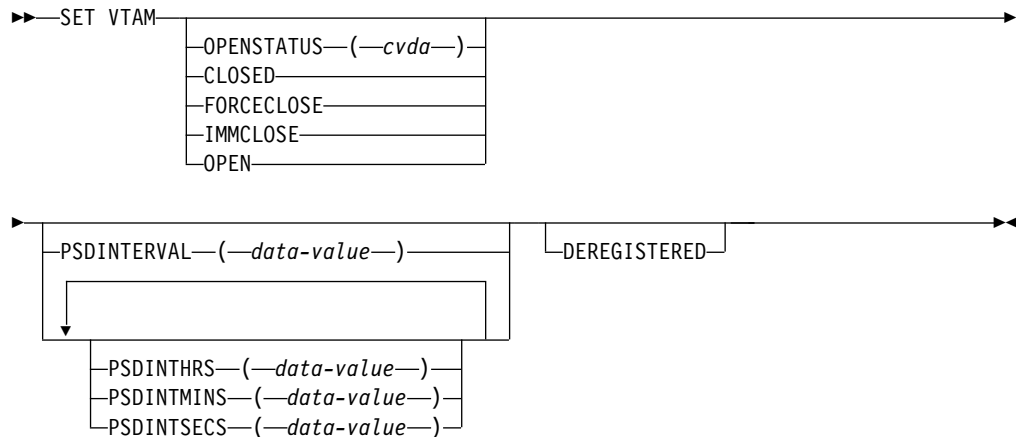 SET VTAM
OPENSTATUS ( cvda )
CLOSED
FORCECLOSE
IMMCLOSE
OPEN
PSDINTERVAL ( data-value ) DEREGISTERED
PSDINTHRS ( data-value )
PSDINTMINS ( data-value )
PSDINTSECS ( data-value )